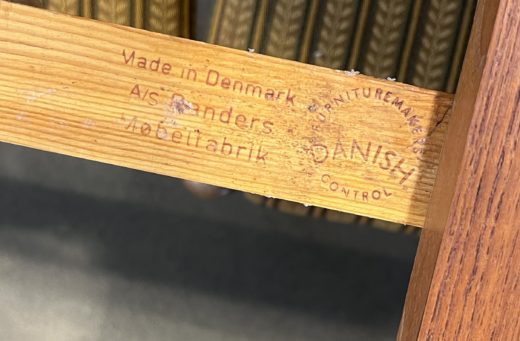 Made in Denmark
A/S Randers
Møbelfabrik
FURNITUREMAKERS
DANISH
CONTROL